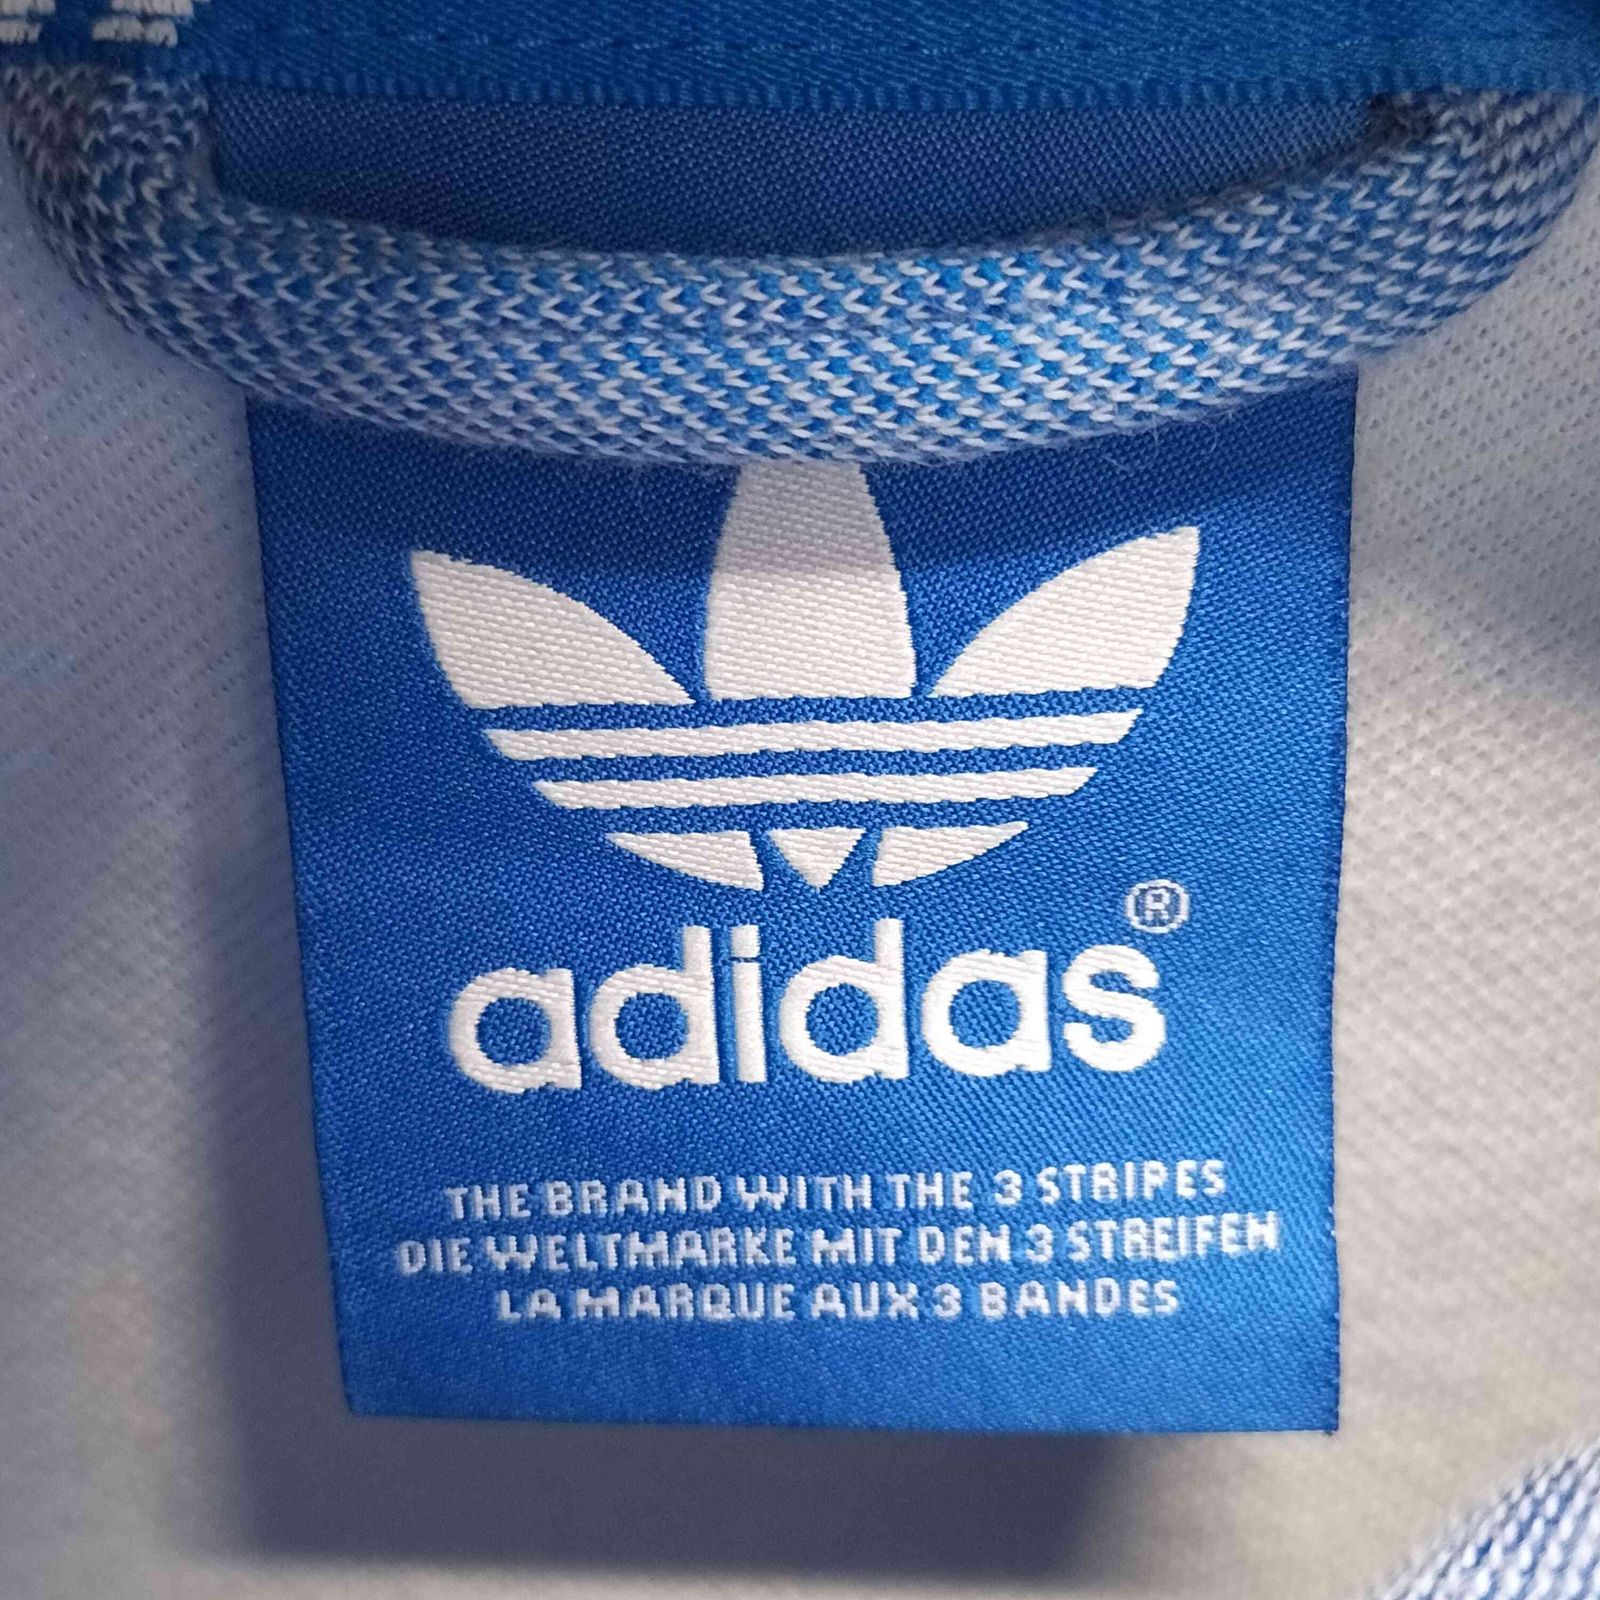 adidas®
THE BRAND WITH THE 3 STRIPES
DIE WELTMARKE MIT DEN 3 STREIFEN
LA MARQUE AUX 3 BANDES